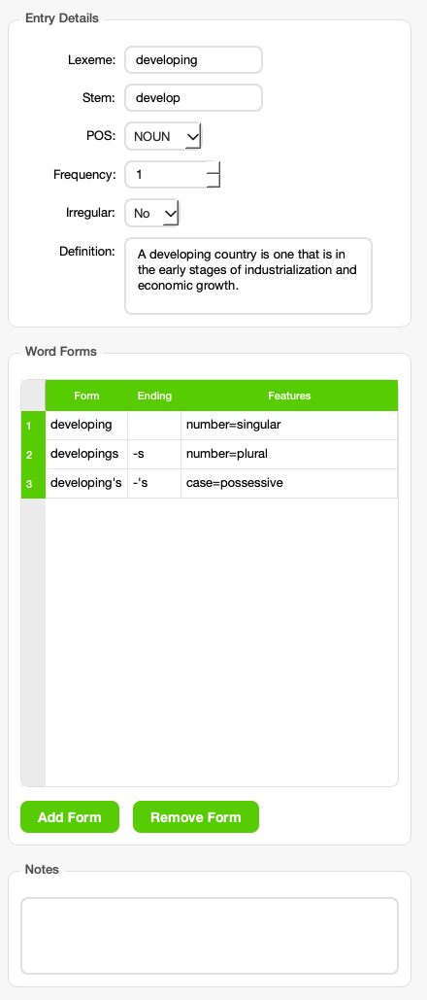 Entry Details
Lexeme: developing
Stem: develop
POS: NOUN
Frequency: 1
Irregular: No
Definition: A developing country is one that is in
the early stages of industrialization and
economic growth.
Word Forms
Form Ending Features
1 developing number=singular
2 developings -s number=plural
3 developing's -'s case=possessive
Add Form Remove Form
Notes